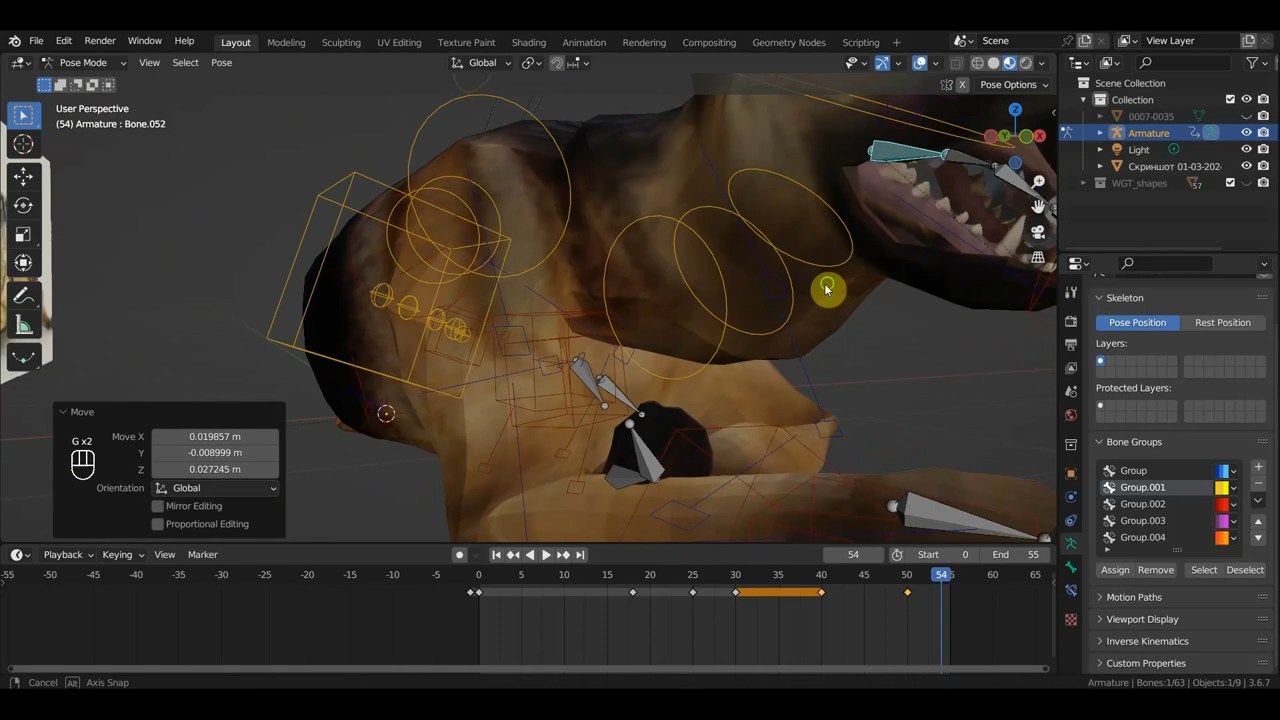 File Edit Render Window Help Layout Modeling Sculpting UV Editing Texture Paint Shading Animation Rendering Compositing Geometry Nodes Scripting + Scene View Layer
Pose Mode View Select Pose Global
X Pose Options
User Perspective
(54) Armature : Bone.052
Z
Y
X
Scene Collection
Collection
0007-0035
Armature
Light
Скриншот 01-03-202
WGT_shapes 57
Skeleton
Pose Position Rest Position
Layers:
Protected Layers:
Bone Groups
Group
Group.001
Group.002
Group.003
Group.004
Assign Remove Select Deselect
Motion Paths
Viewport Display
Inverse Kinematics
Custom Properties
Move
G x2
Move X 0.019857 m
Y -0.008999 m
Z 0.027245 m
Orientation Global
Mirror Editing
Proportional Editing
Playback Keying View Marker 54 Start 0 End 55
-55 -50 -45 -40 -35 -30 -25 -20 -15 -10 -5 0 5 10 15 20 25 30 35 40 45 50 54 60 65
Cancel Alt Axis Snap Armature | Bones:1/63 | Objects:1/9 | 3.6.7